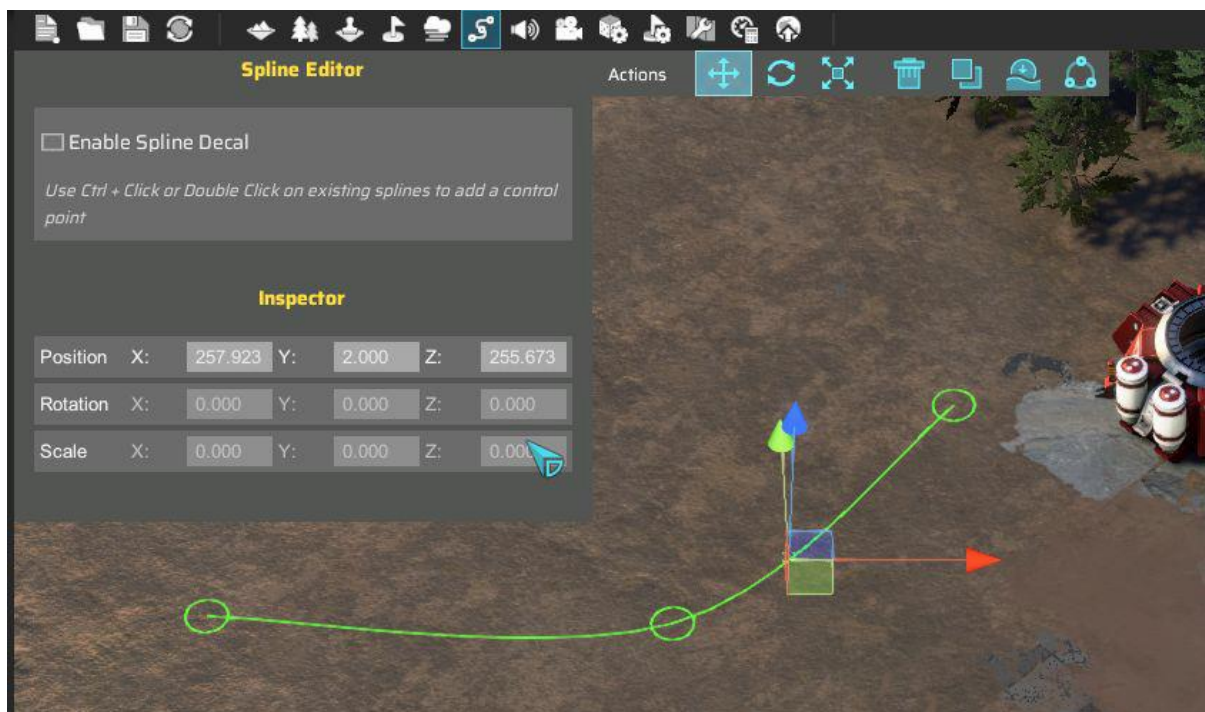 Spline Editor
Actions
Enable Spline Decal
Use Ctrl + Click or Double Click on existing splines to add a control
point
Inspector
Position X: 257.923 Y: 2.000 Z: 255.673
Rotation X: 0.000 Y: 0.000 Z: 0.000
Scale X: 0.000 Y: 0.000 Z: 0.000